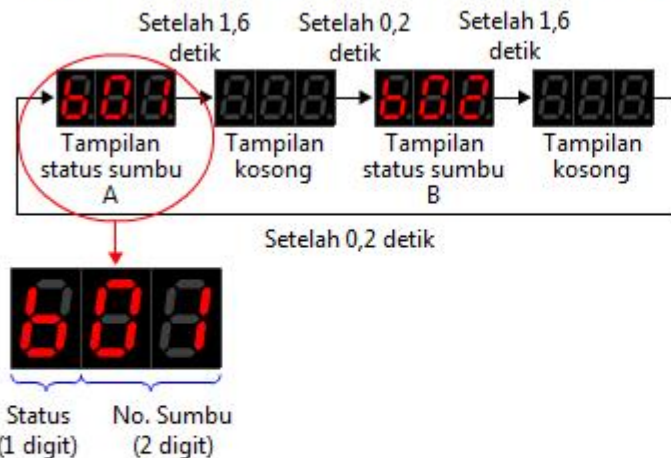 Setelah 1,6 detik
Setelah 0,2 detik
Setelah 1,6 detik
b01
b02
Tampilan status sumbu A
Tampilan kosong
Tampilan status sumbu B
Tampilan kosong
Setelah 0,2 detik
b01
Status (1 digit)
No. Sumbu (2 digit)